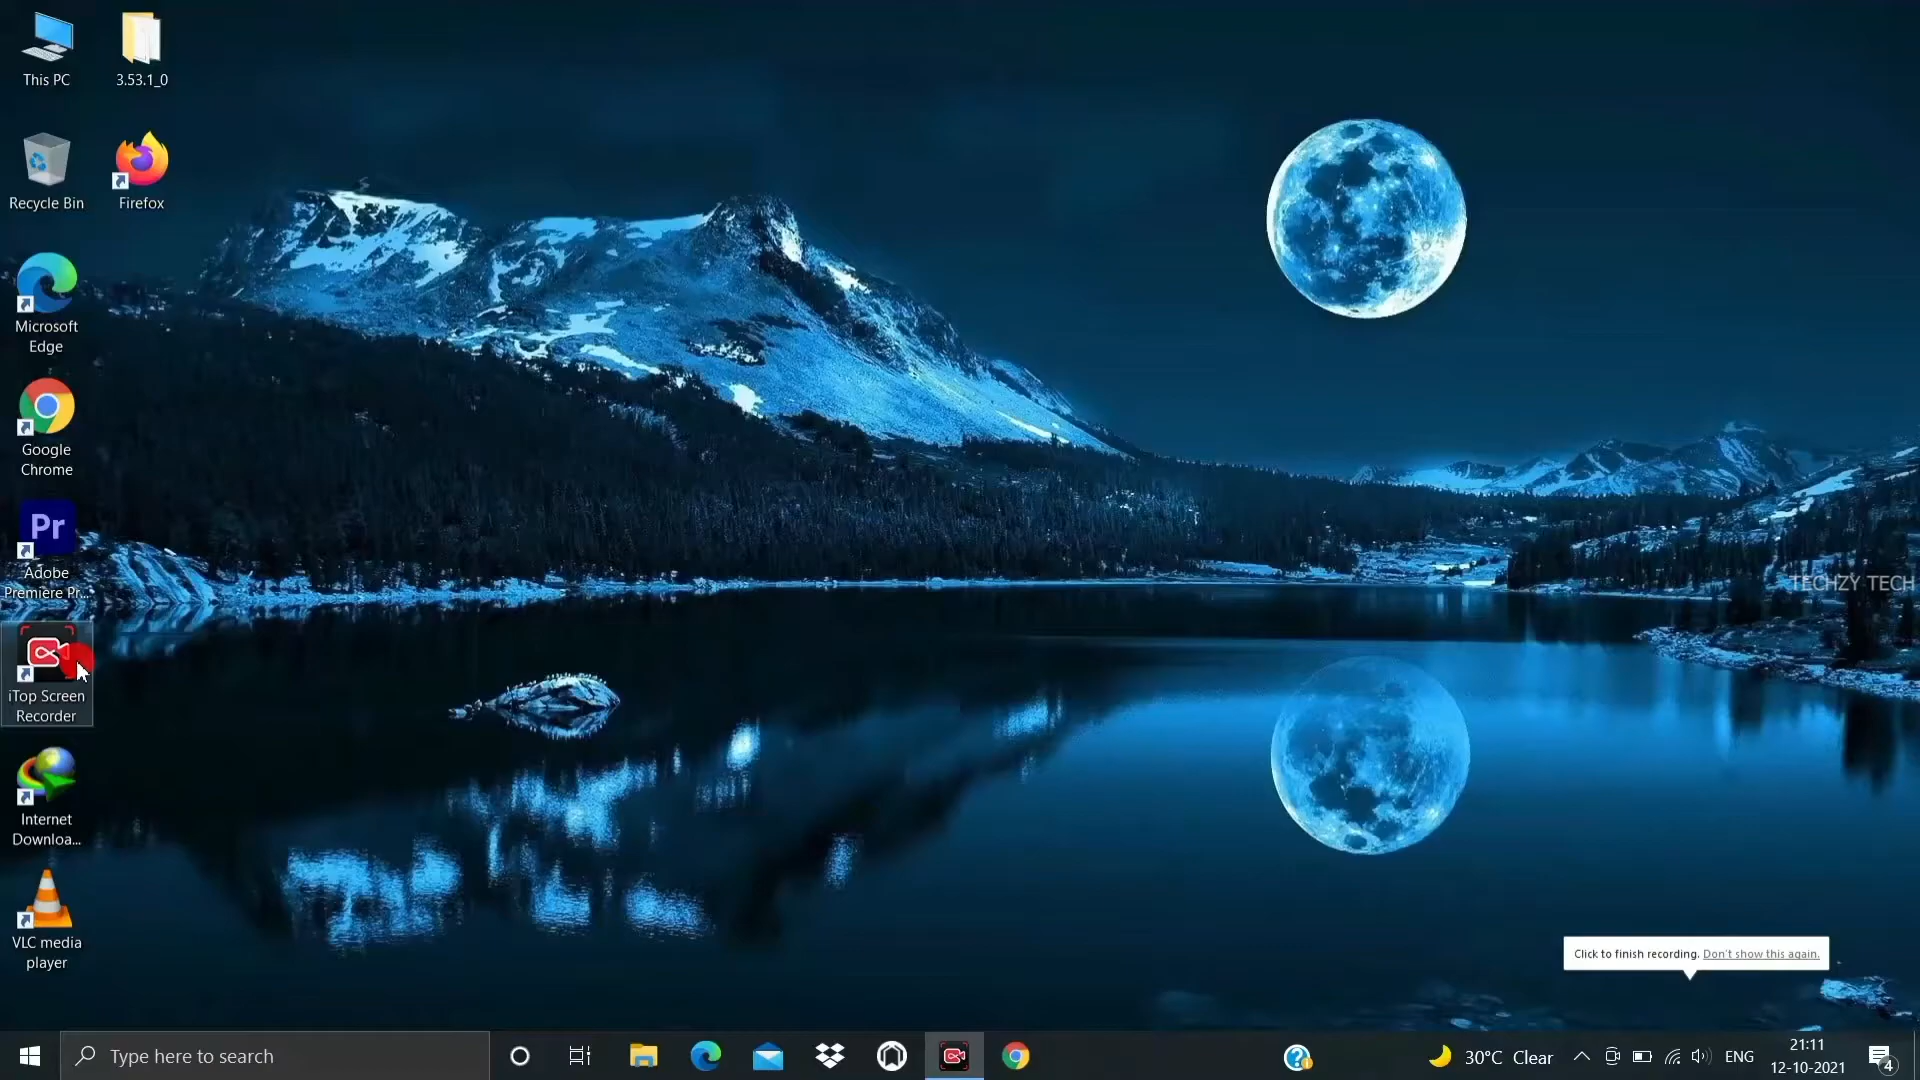 This PC
3.53.1_0
Recycle Bin
Firefox
Microsoft
Edge
Google
Chrome
Pr
Adobe
Premiere Pr...
iTop Screen
Recorder
Internet
Downloa...
VLC media
player
TECHZY TECH
Click to finish recording. Don't show this again.
Type here to search
30°C Clear
ENG
21:11
12-10-2021
4